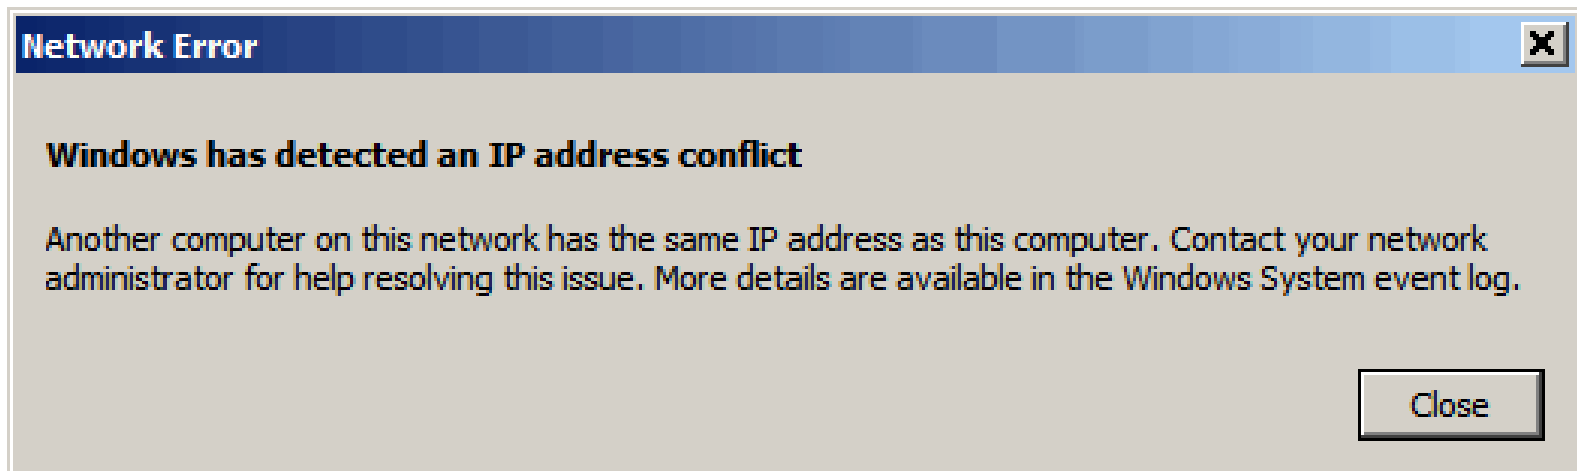 Network Error
Windows has detected an IP address conflict
Another computer on this network has the same IP address as this computer. Contact your network
administrator for help resolving this issue. More details are available in the Windows System event log.
Close